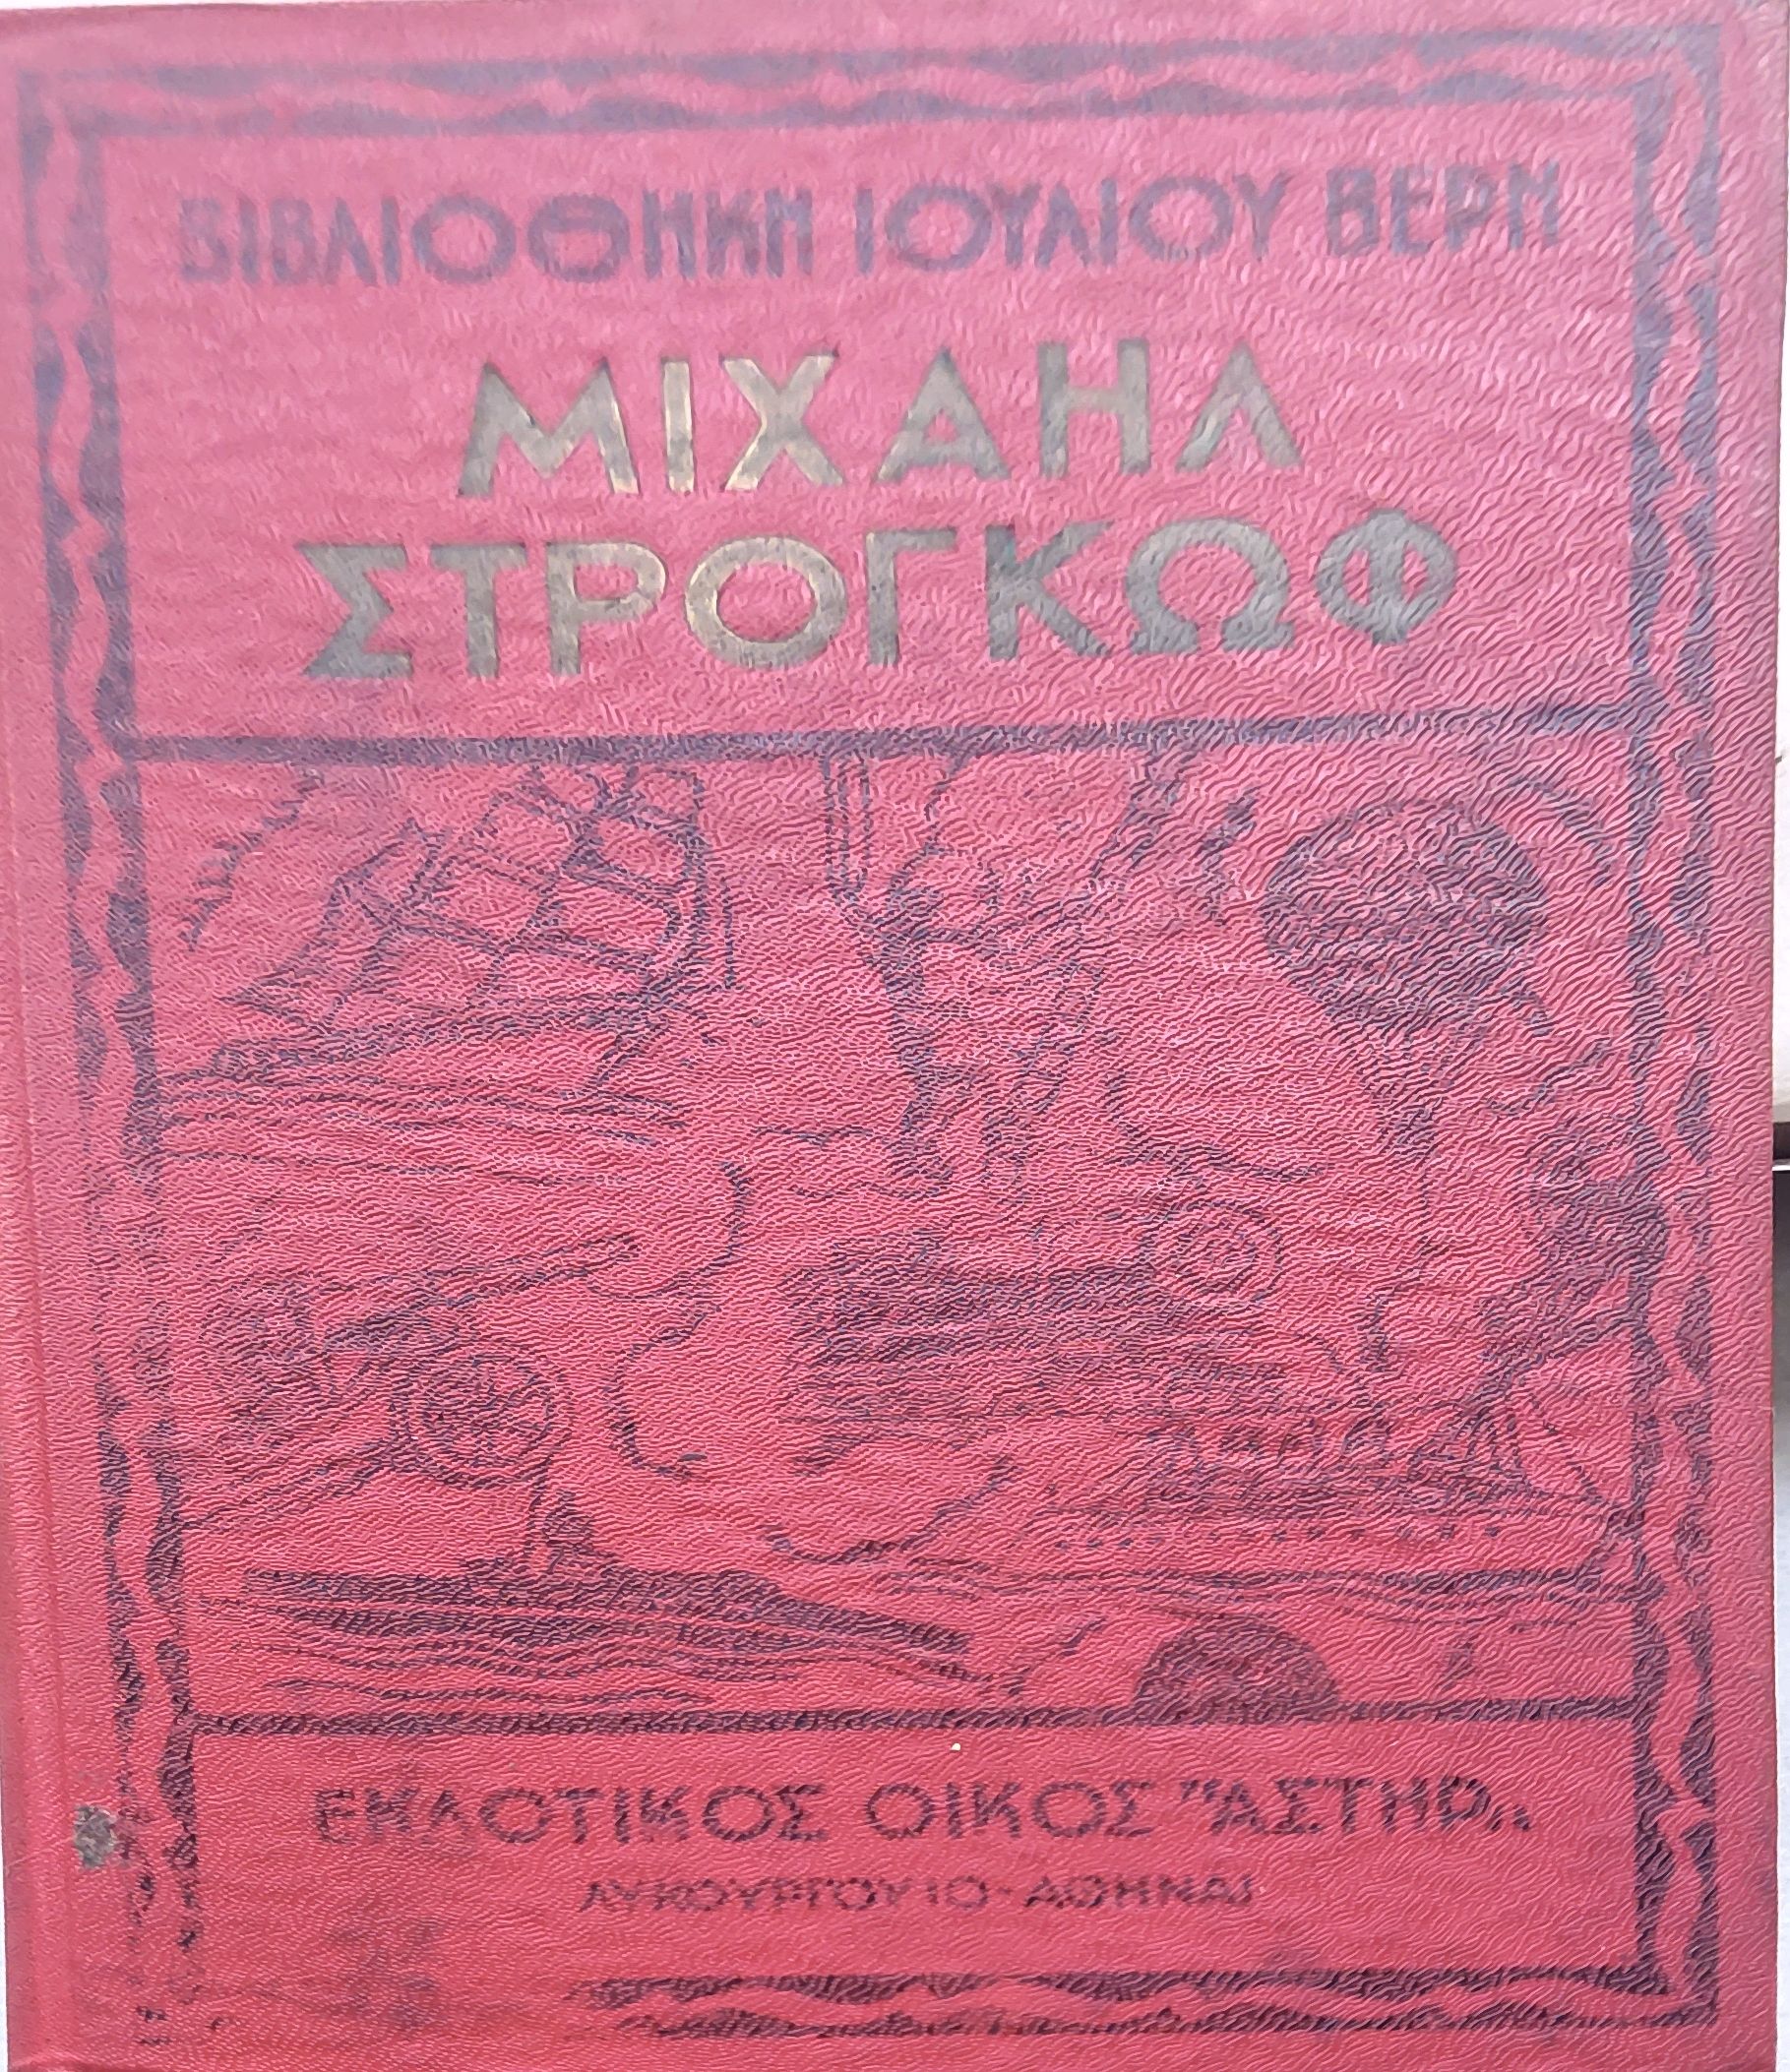 ΒΙΒΛΙΟΘΗΚΗ ΙΟΥΛΙΟΥ ΒΕΡΝ
ΜΙΧΑΗΛ
ΣΤΡΟΓΚΩΦ
ΕΚΔΟΤΙΚΟΣ ΟΙΚΟΣ "ΑΣΤΗΡ„
ΛΥΚΟΥΡΓΟΥ 10 - ΑΘΗΝΑΙ